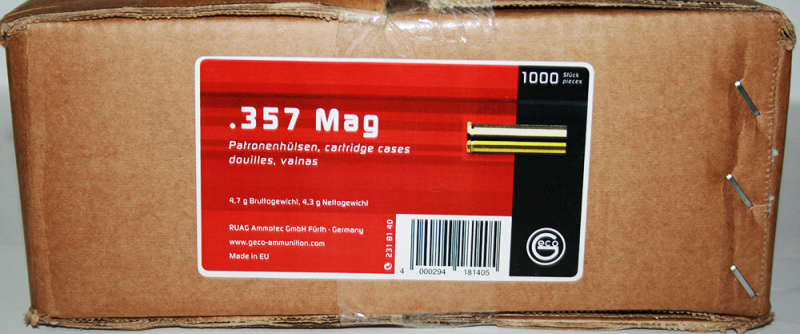 1000 Stück
pieces
.357 Mag
Patronenhülsen, cartridge cases
douilles, vainas
4,7 g Bruttogewicht, 4,3 g Nettogewicht
RUAG Ammotec GmbH Fürth · Germany
www.geco-ammunition.com
Made in EU
231 81 40
4 000294 181405
Geco